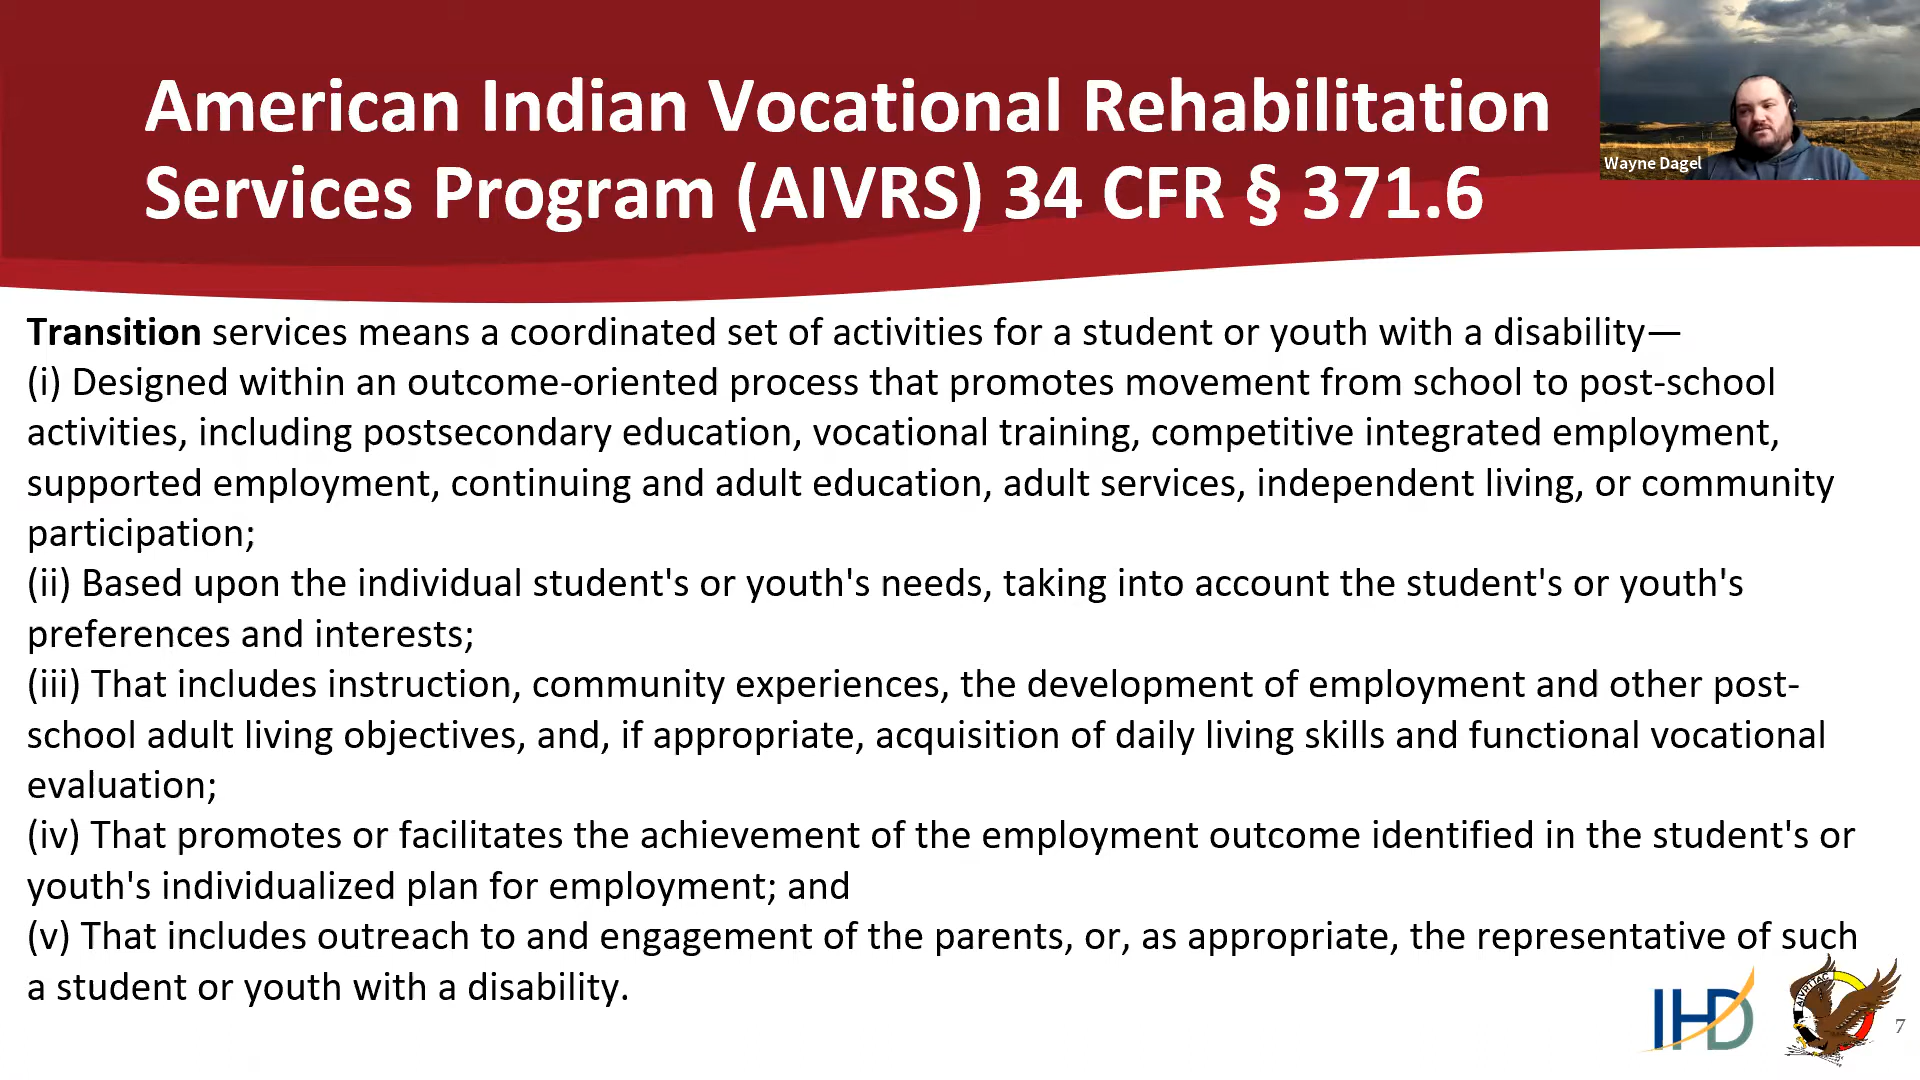 American Indian Vocational Rehabilitation
Services Program (AIVRS) 34 CFR § 371.6
Wayne Dagel
Transition services means a coordinated set of activities for a student or youth with a disability—
(i) Designed within an outcome-oriented process that promotes movement from school to post-school
activities, including postsecondary education, vocational training, competitive integrated employment,
supported employment, continuing and adult education, adult services, independent living, or community
participation;
(ii) Based upon the individual student's or youth's needs, taking into account the student's or youth's
preferences and interests;
(iii) That includes instruction, community experiences, the development of employment and other post-
school adult living objectives, and, if appropriate, acquisition of daily living skills and functional vocational
evaluation;
(iv) That promotes or facilitates the achievement of the employment outcome identified in the student's or
youth's individualized plan for employment; and
(v) That includes outreach to and engagement of the parents, or, as appropriate, the representative of such
a student or youth with a disability.
IHD
7